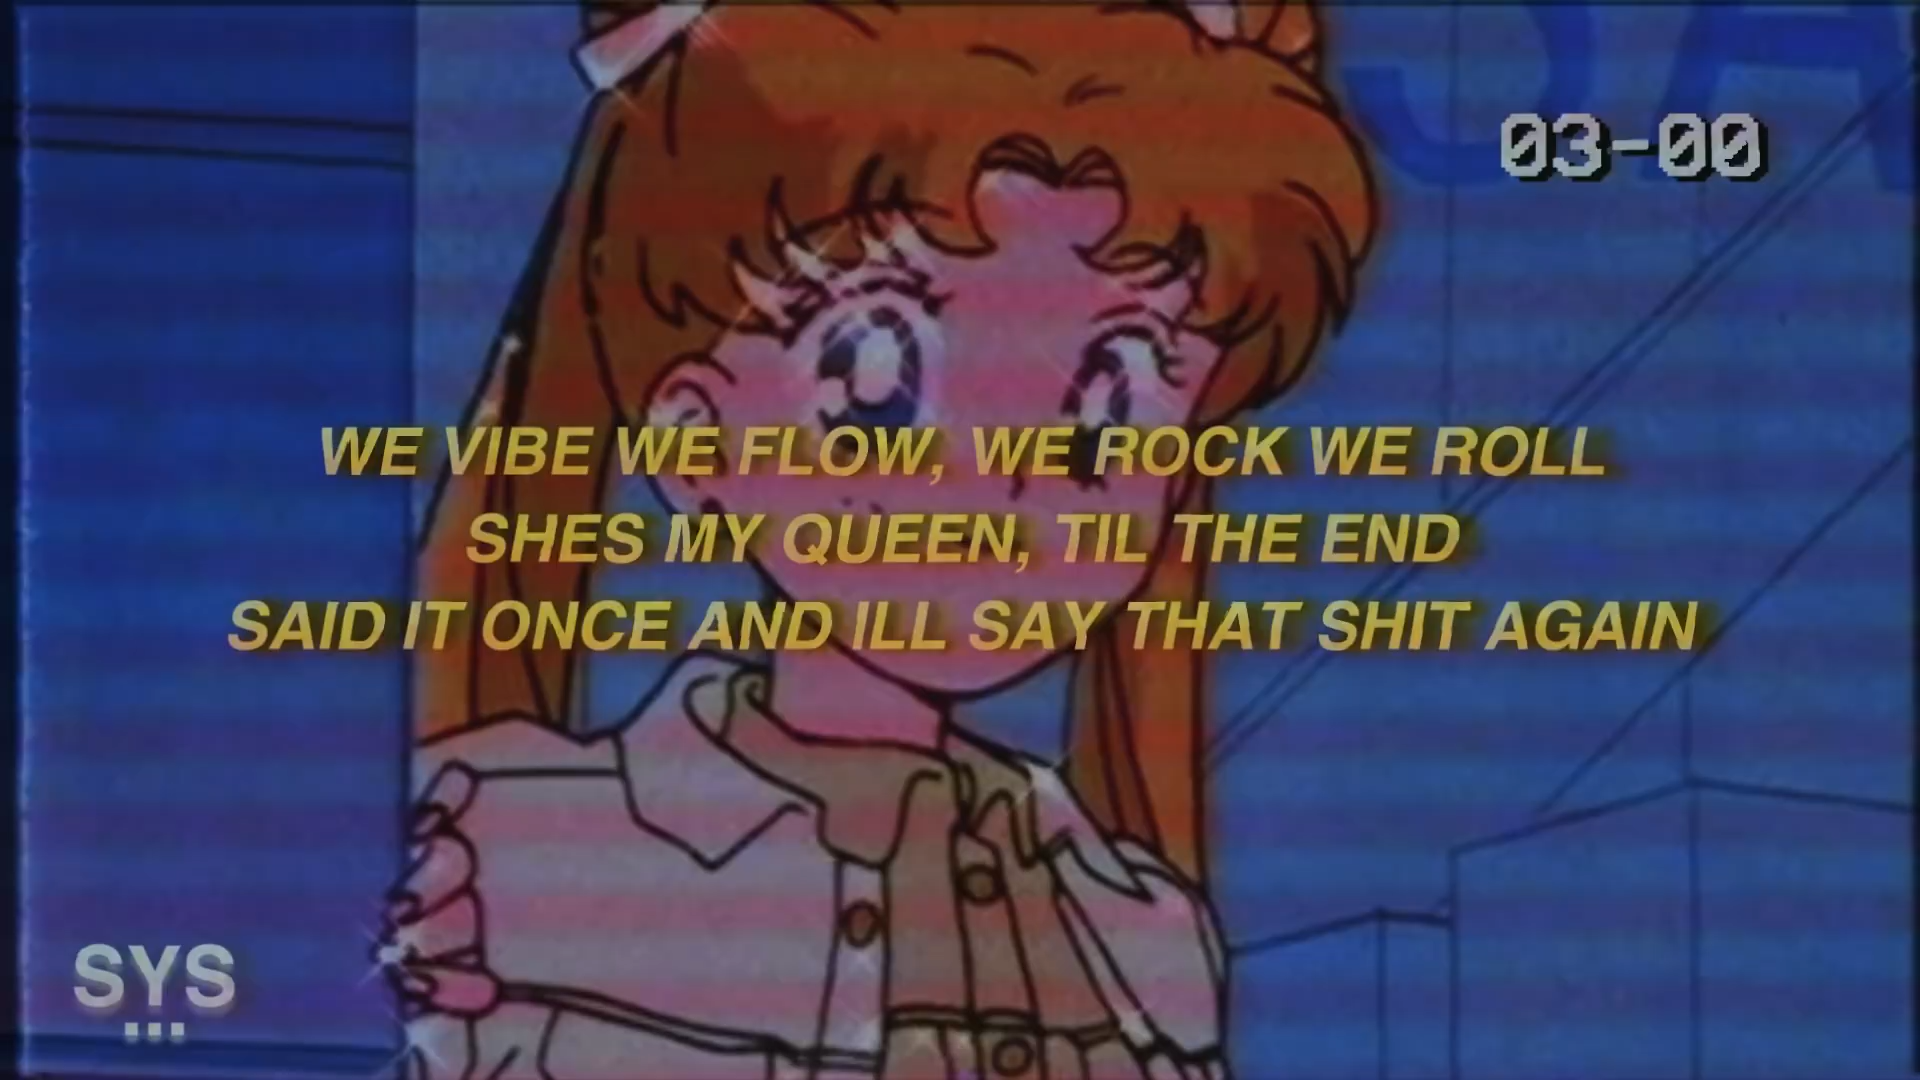 03-00
WE VIBE WE FLOW, WE ROCK WE ROLL
SHES MY QUEEN, TIL THE END
SAID IT ONCE AND ILL SAY THAT SHIT AGAIN
SYS